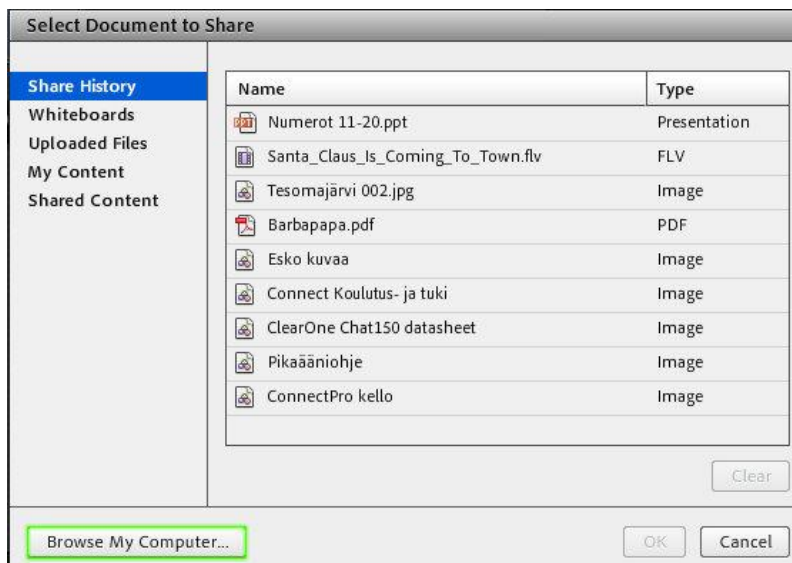 Select Document to Share
Share History
Whiteboards
Uploaded Files
My Content
Shared Content
Name Type
Numerot 11-20.ppt Presentation
Santa_Claus_Is_Coming_To_Town.flv FLV
Tesomajärvi 002.jpg Image
Barbapapa.pdf PDF
Esko kuvaa Image
Connect Koulutus- ja tuki Image
ClearOne Chat150 datasheet Image
Pikaääniohje Image
ConnectPro kello Image
Clear
Browse My Computer... OK Cancel